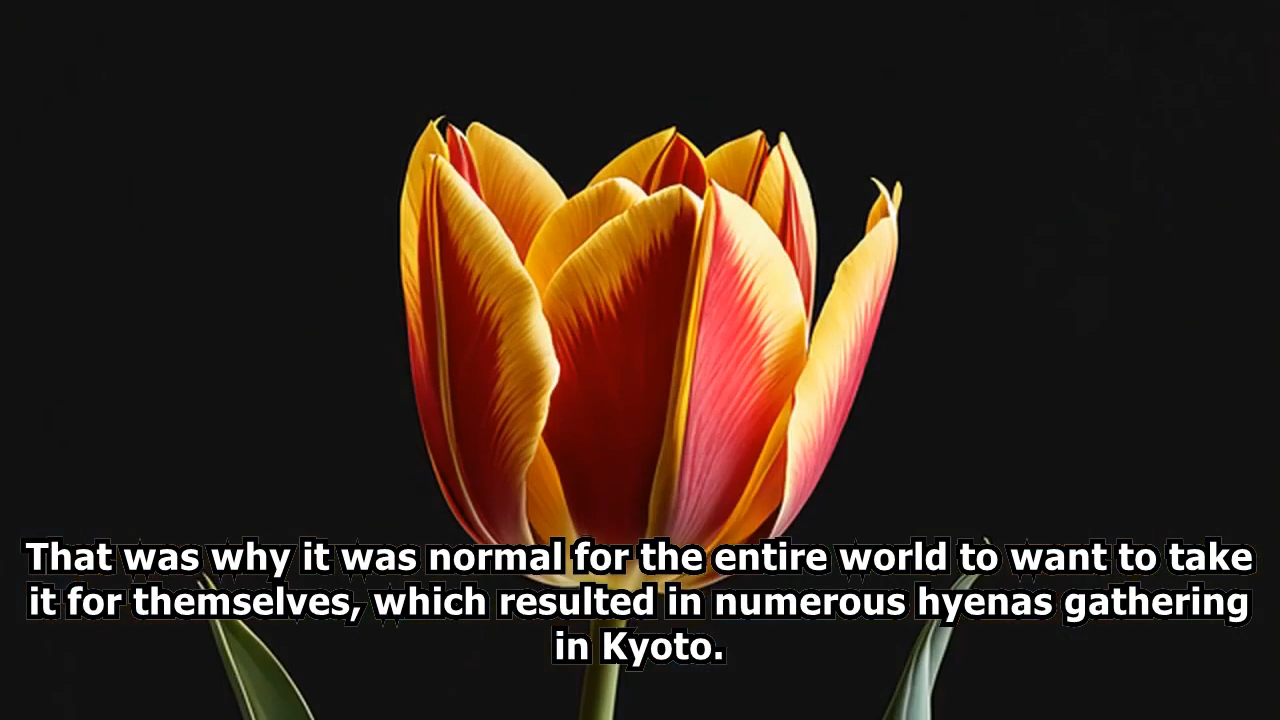 That was why it was normal for the entire world to want to take
it for themselves, which resulted in numerous hyenas gathering
in Kyoto.